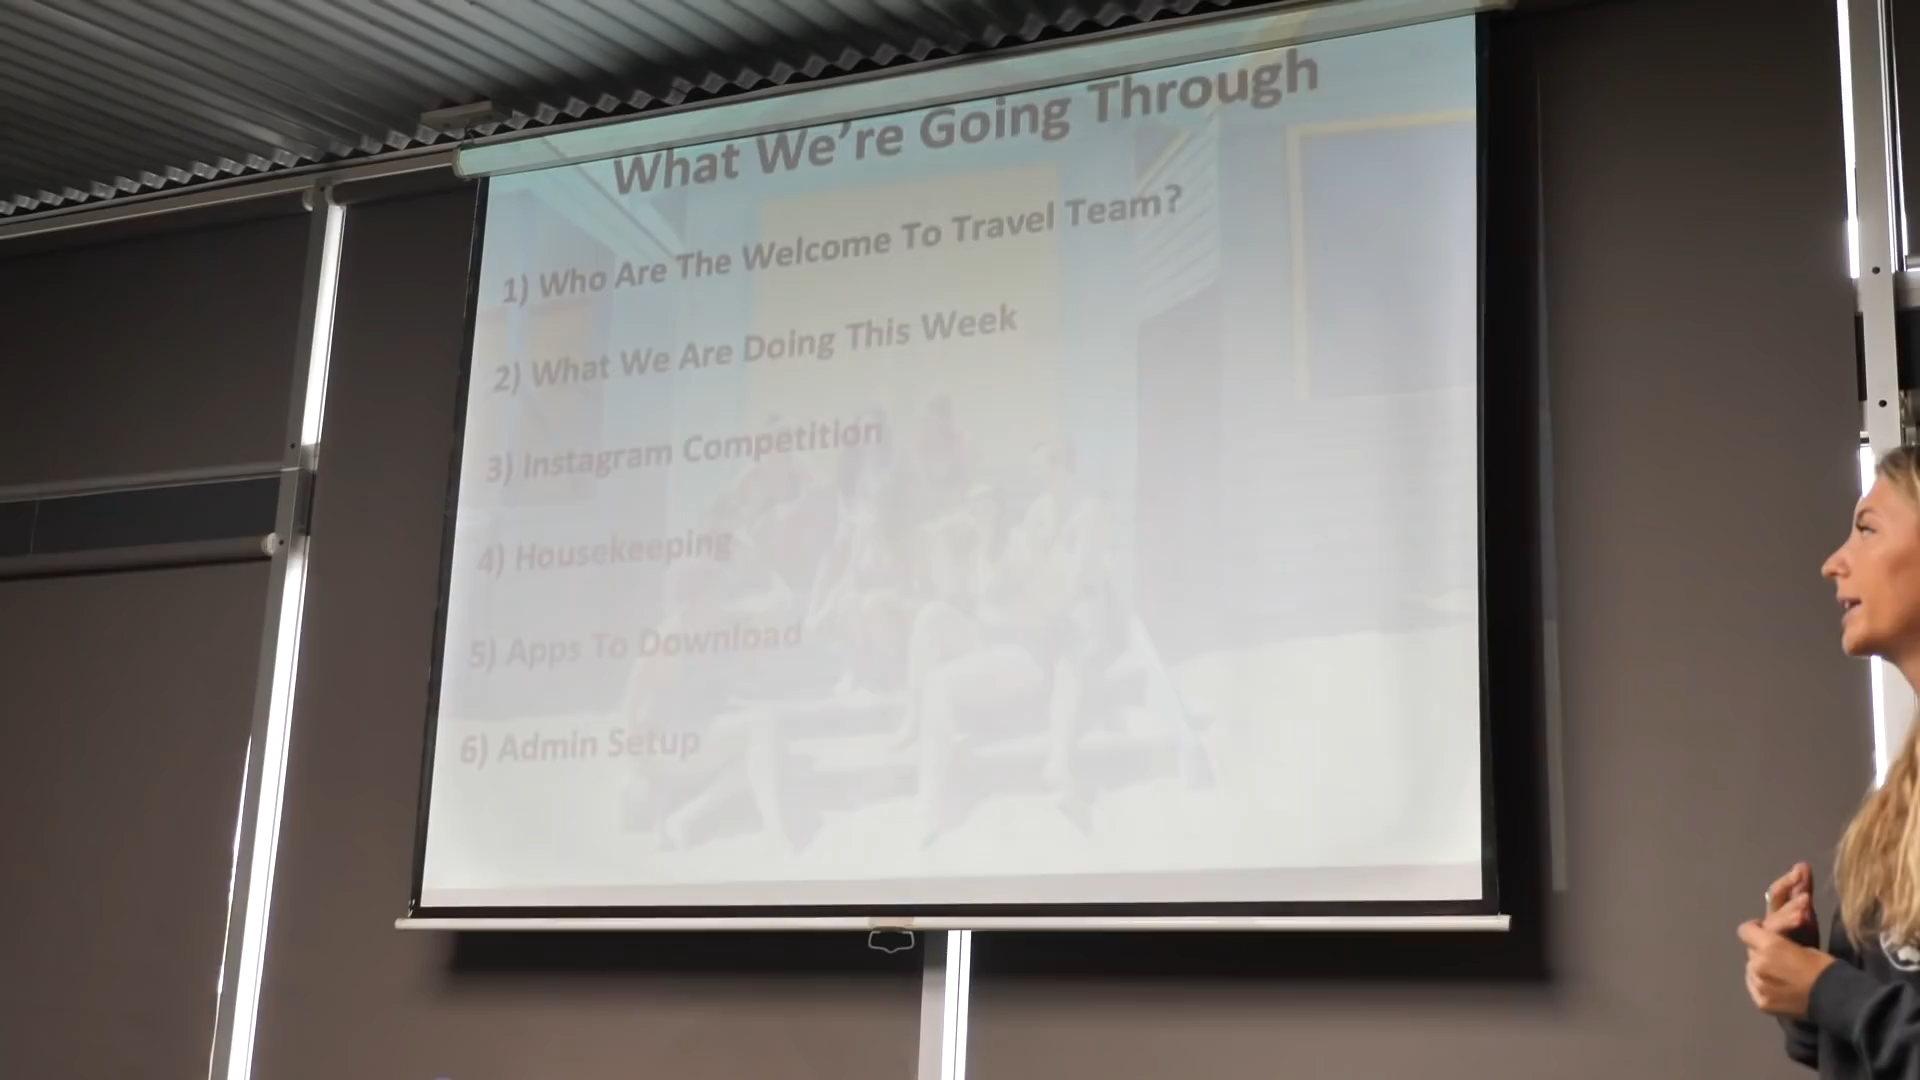 What We’re Going Through
1) Who Are The Welcome To Travel Team?
2) What We Are Doing This Week
3) Instagram Competition
4) Housekeeping
5) Apps To Download
6) Admin Setup